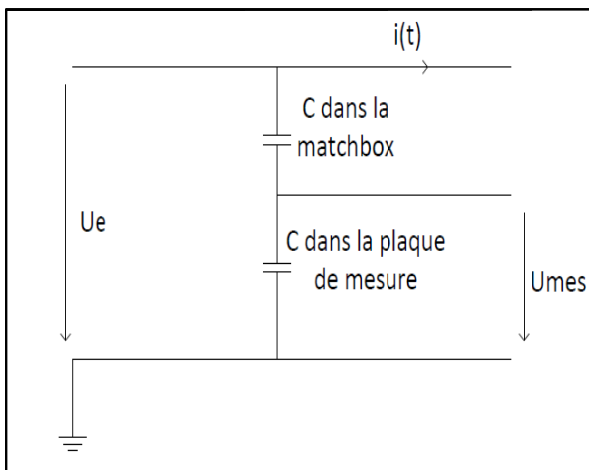 i(t)
C dans la
matchbox
Ue
C dans la plaque
de mesure
Umes